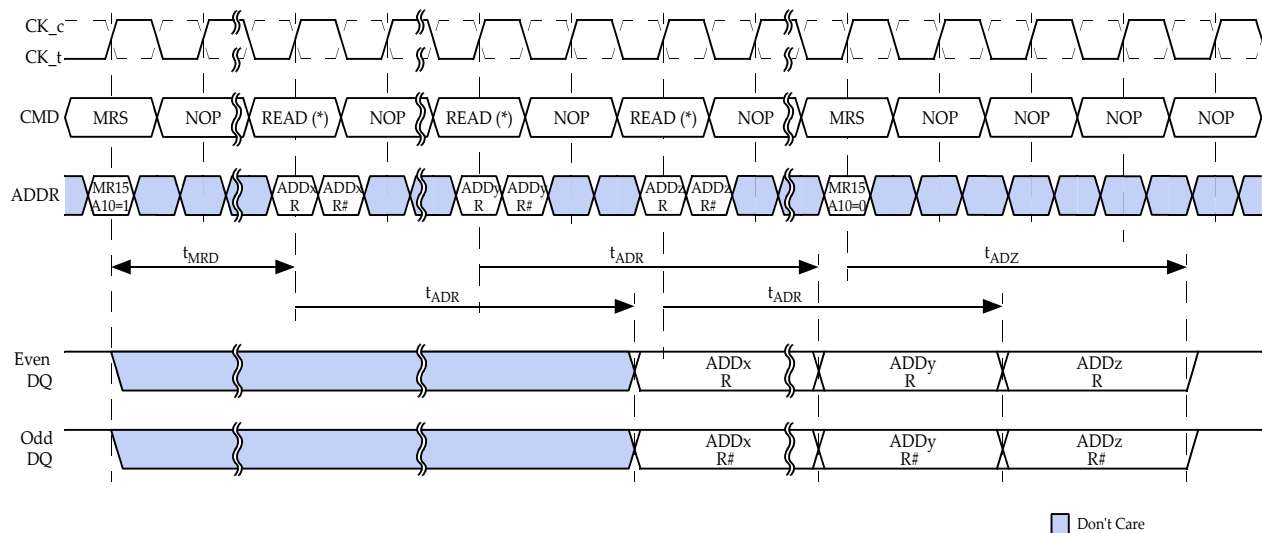 CK_c
CK_t
CMD MRS NOP READ (*) NOP READ (*) NOP READ (*) NOP MRS NOP NOP NOP NOP
ADDR MR15 ADDx ADDx ADDy ADDy ADDz ADDz MR15
A10=1 R R# R R# R R# A10=0
tMRD tADR tADZ
tADR tADR
Even ADDx ADDy ADDz
DQ R R R
Odd ADDx ADDy ADDz
DQ R# R# R#
Don't Care